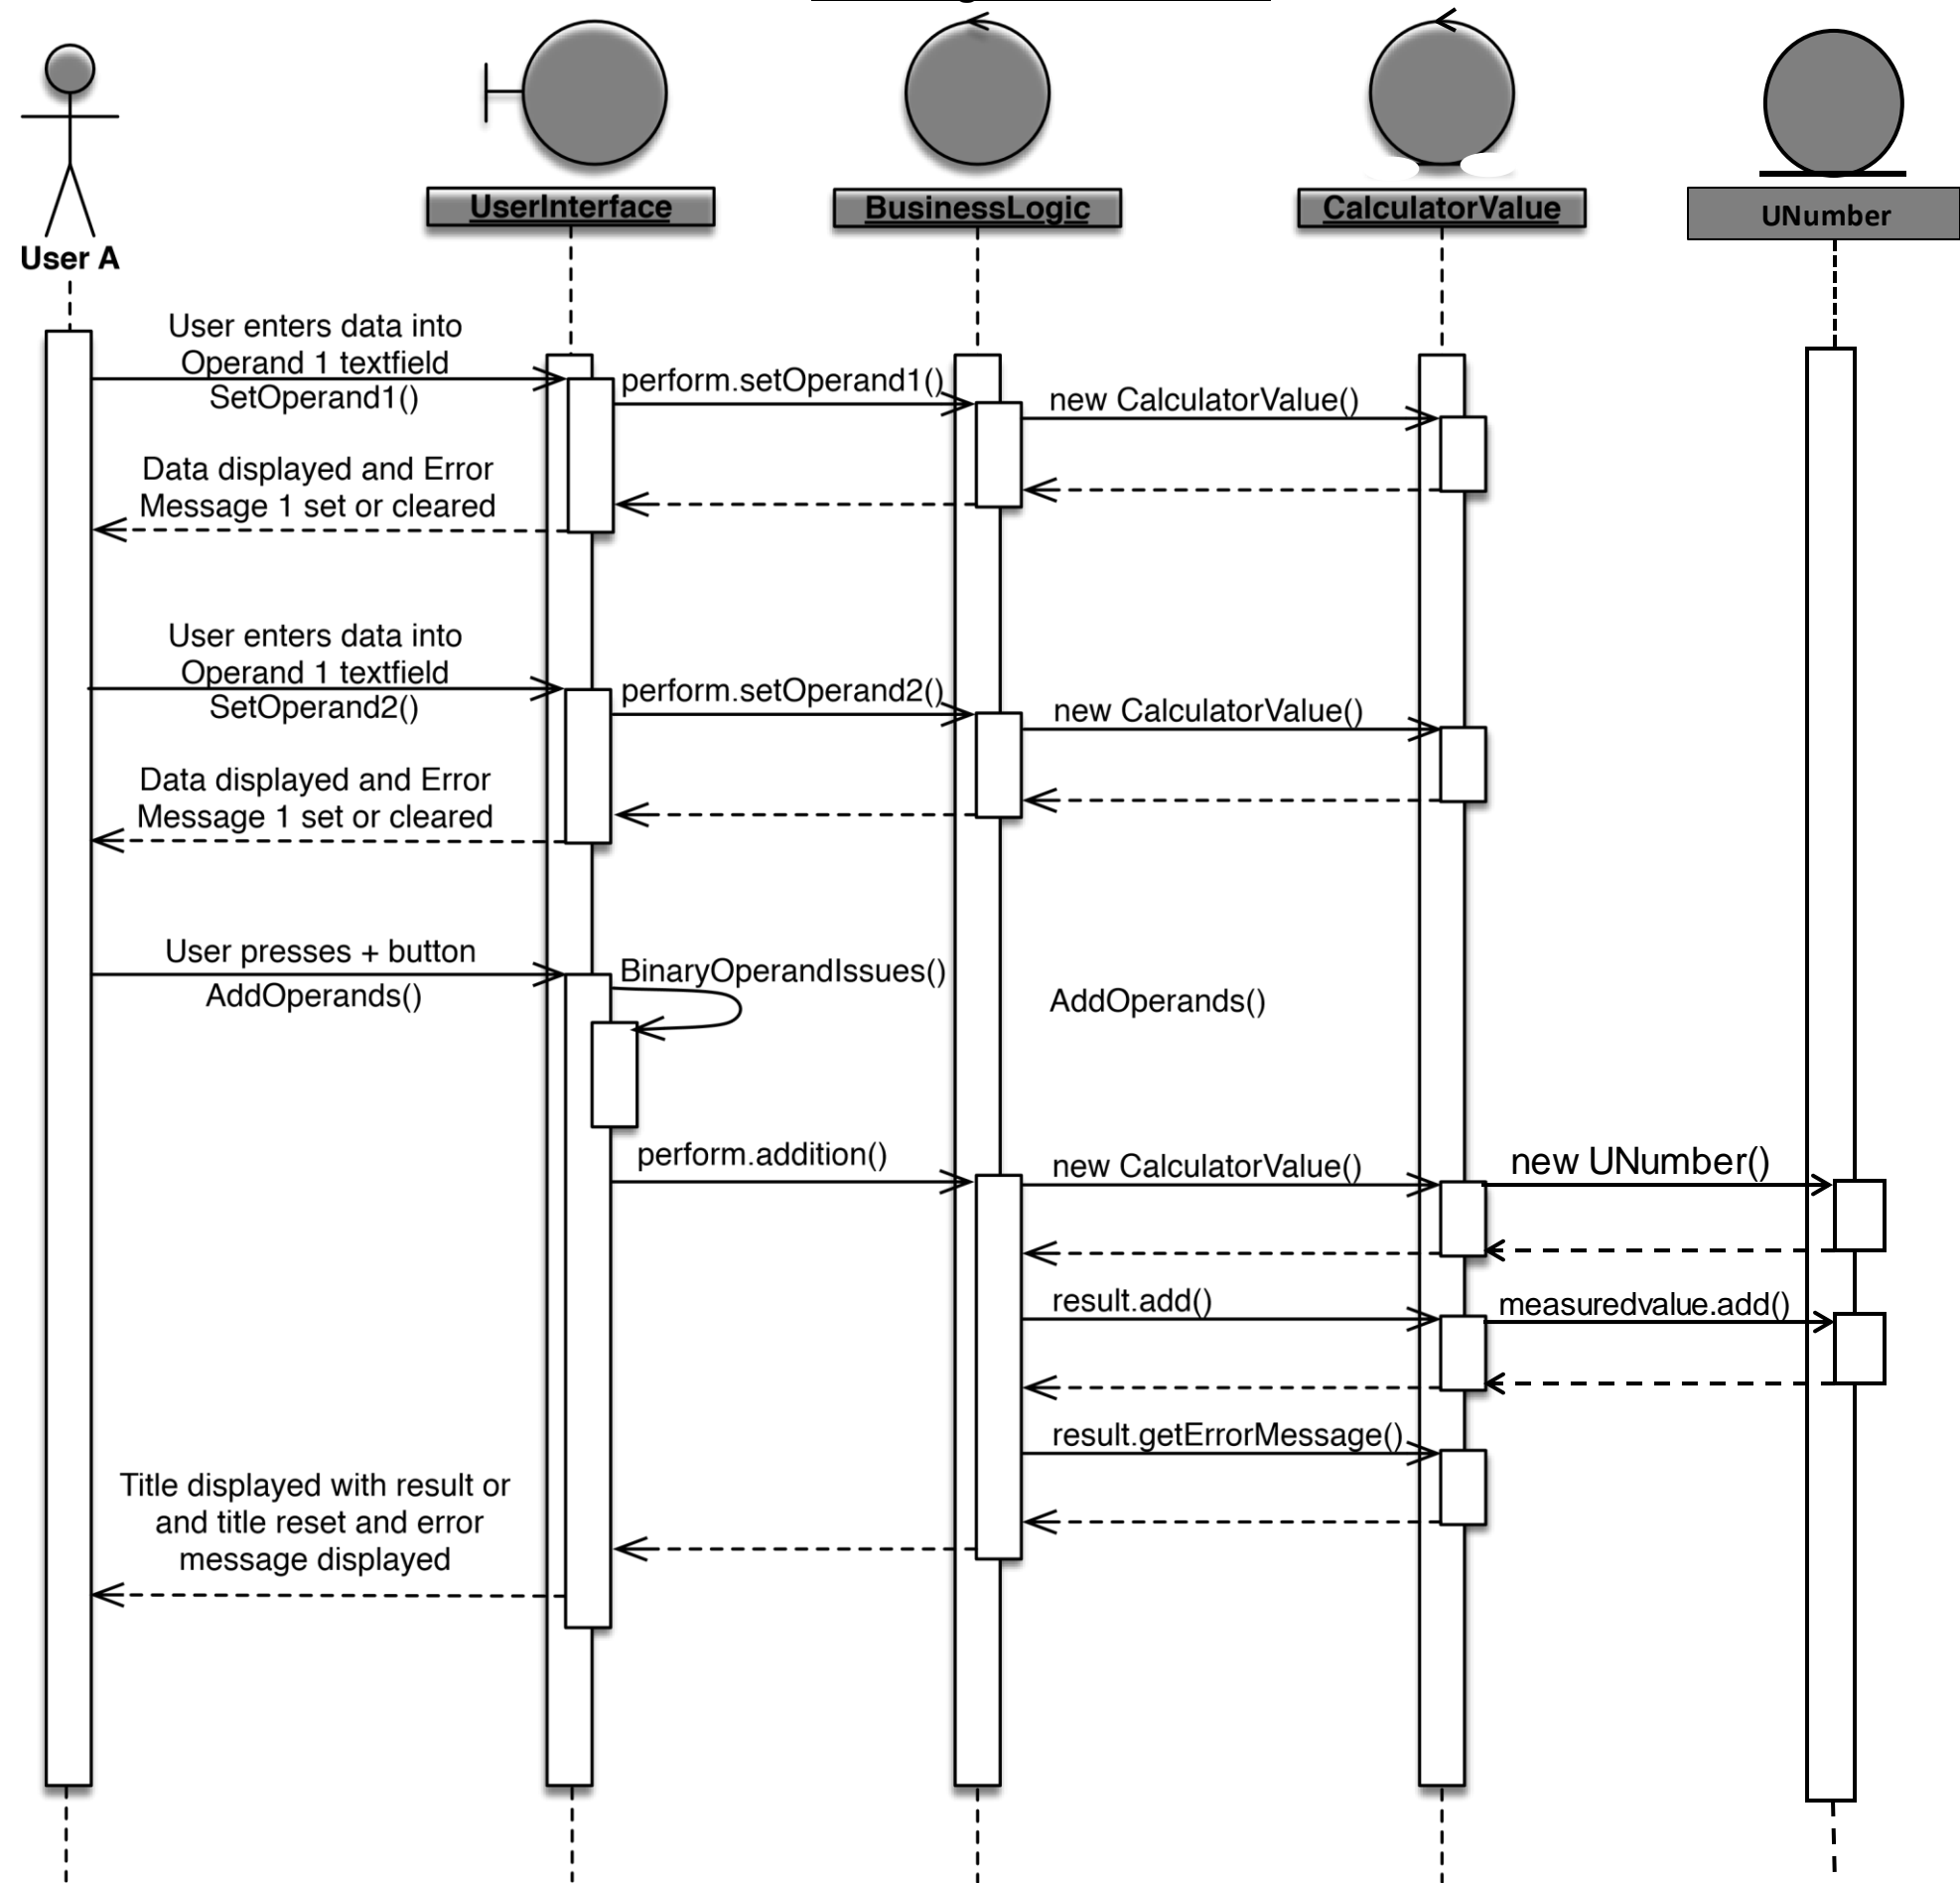 User A
UserInterface
BusinessLogic
CalculatorValue
UNumber
User enters data into
Operand 1 textfield
SetOperand1()
perform.setOperand1()
new CalculatorValue()
Data displayed and Error
Message 1 set or cleared
User enters data into
Operand 1 textfield
SetOperand2()
perform.setOperand2()
new CalculatorValue()
Data displayed and Error
Message 1 set or cleared
User presses + button
AddOperands()
BinaryOperandIssues()
AddOperands()
perform.addition()
new CalculatorValue()
new UNumber()
result.add()
measuredvalue.add()
result.getErrorMessage()
Title displayed with result or
and title reset and error
message displayed